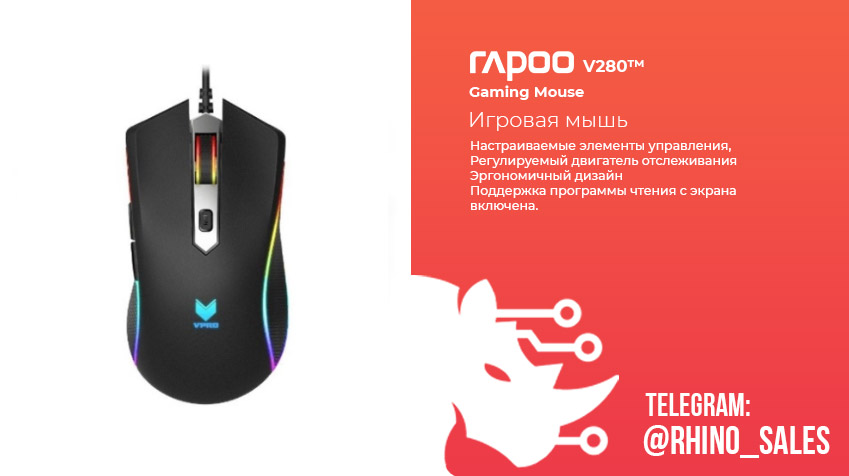 VPRO
rapoo V280™
Gaming Mouse
Игровая мышь
Настраиваемые элементы управления,
Регулируемый двигатель отслеживания
Эргономичный дизайн
Поддержка программы чтения с экрана
включена.
TELEGRAM:
@RHINO_SALES